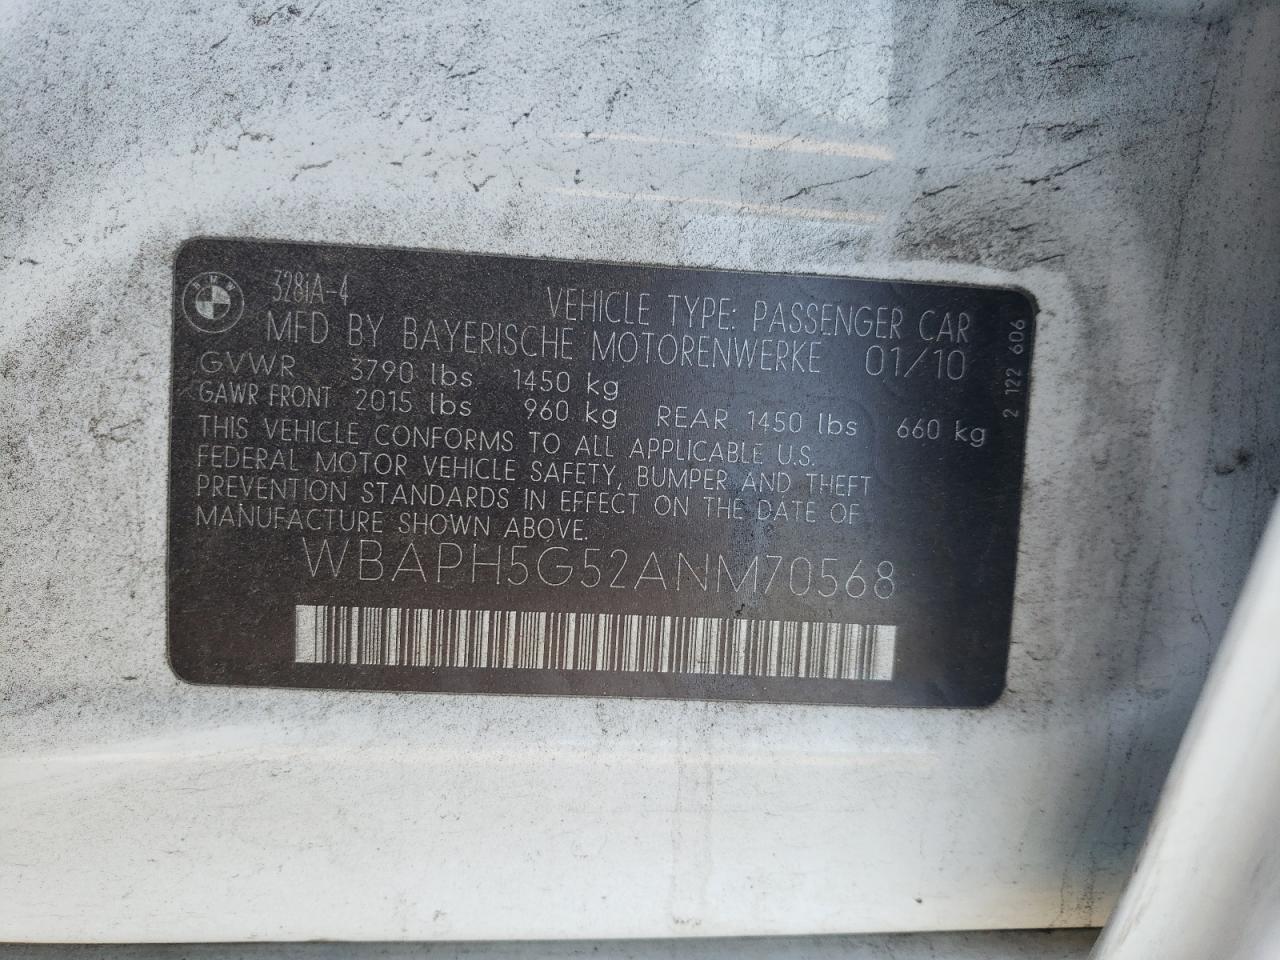 BMW
328iA-4
VEHICLE TYPE: PASSENGER CAR
MFD BY BAYERISCHE MOTORENWERKE 01/10
GVWR 3790 lbs 1450 kg
GAWR FRONT 2015 lbs 960 kg REAR 1450 lbs 660 kg
THIS VEHICLE CONFORMS TO ALL APPLICABLE U.S.
FEDERAL MOTOR VEHICLE SAFETY, BUMPER AND THEFT
PREVENTION STANDARDS IN EFFECT ON THE DATE OF
MANUFACTURE SHOWN ABOVE.
WBAPH5G52ANM70568
2 122 606